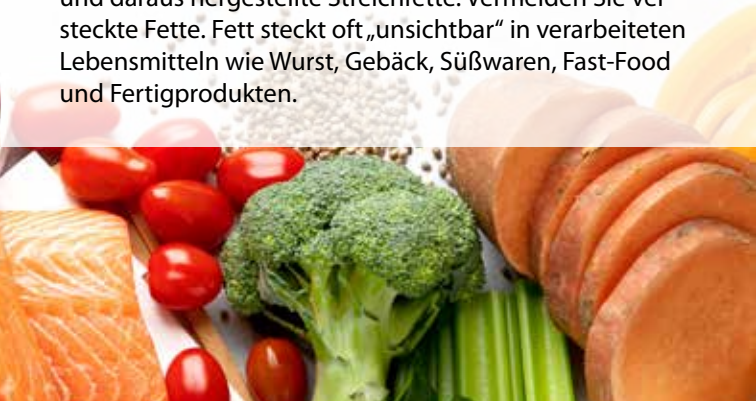 und daraus hergestellte Streichfette. Vermeiden Sie ver-
steckte Fette. Fett steckt oft „unsichtbar“ in verarbeiteten
Lebensmitteln wie Wurst, Gebäck, Süßwaren, Fast-Food
und Fertigprodukten.